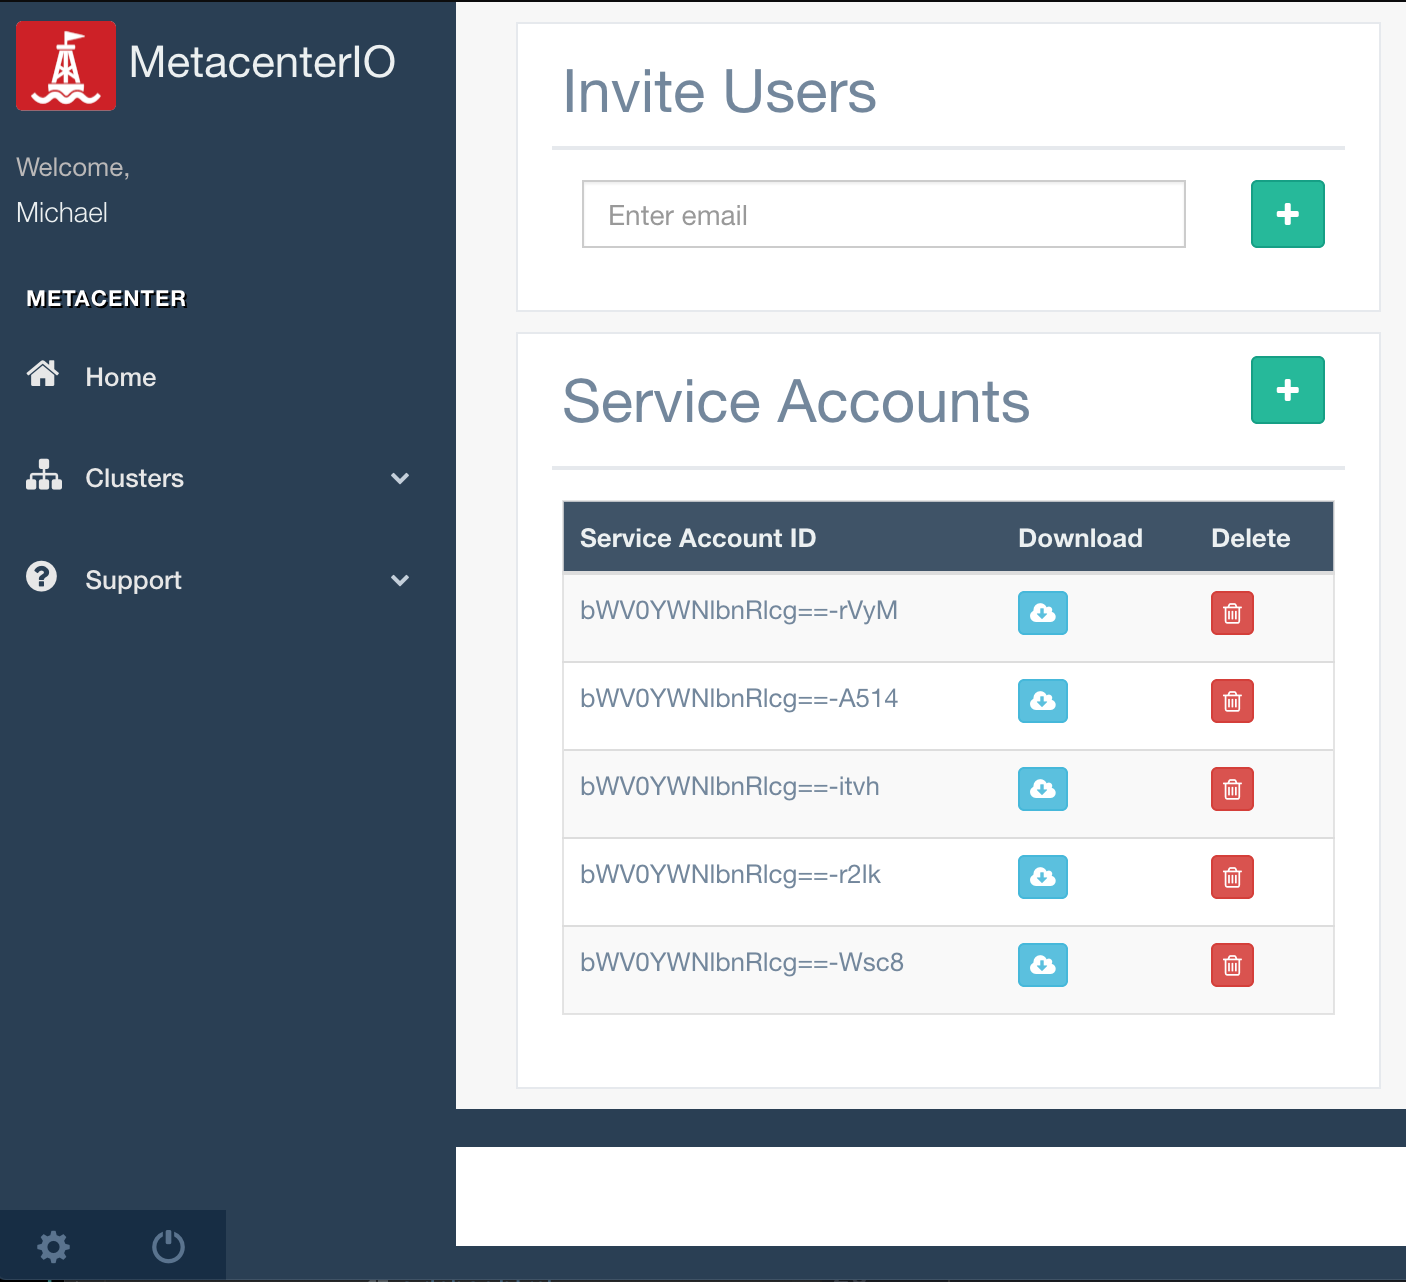 MetacenterIO
Welcome,
Michael
METACENTER
Home
Clusters
Support
Invite Users
Enter email
Service Accounts
Service Account ID Download Delete
bWV0YWNlbnRlcg==-rVyM
bWV0YWNlbnRlcg==-A514
bWV0YWNlbnRlcg==-itvh
bWV0YWNlbnRlcg==-r2lk
bWV0YWNlbnRlcg==-Wsc8